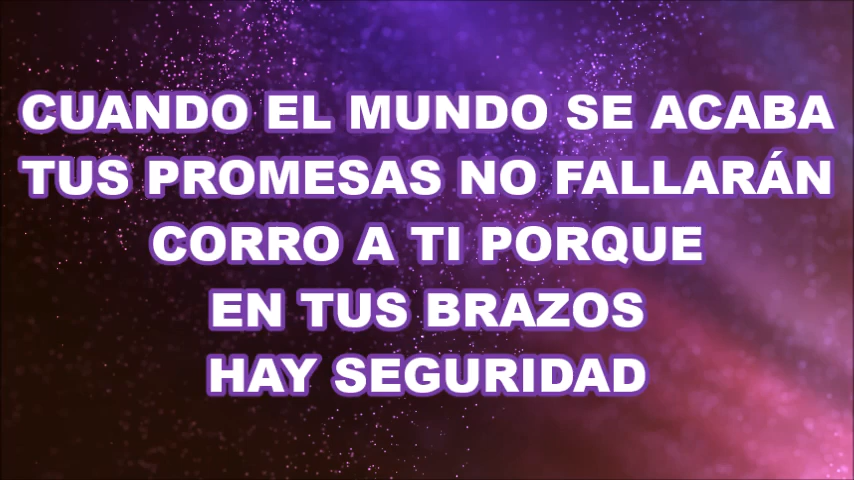 CUANDO EL MUNDO SE ACABA
TUS PROMESAS NO FALLARÁN
CORRO A TI PORQUE
EN TUS BRAZOS
HAY SEGURIDAD